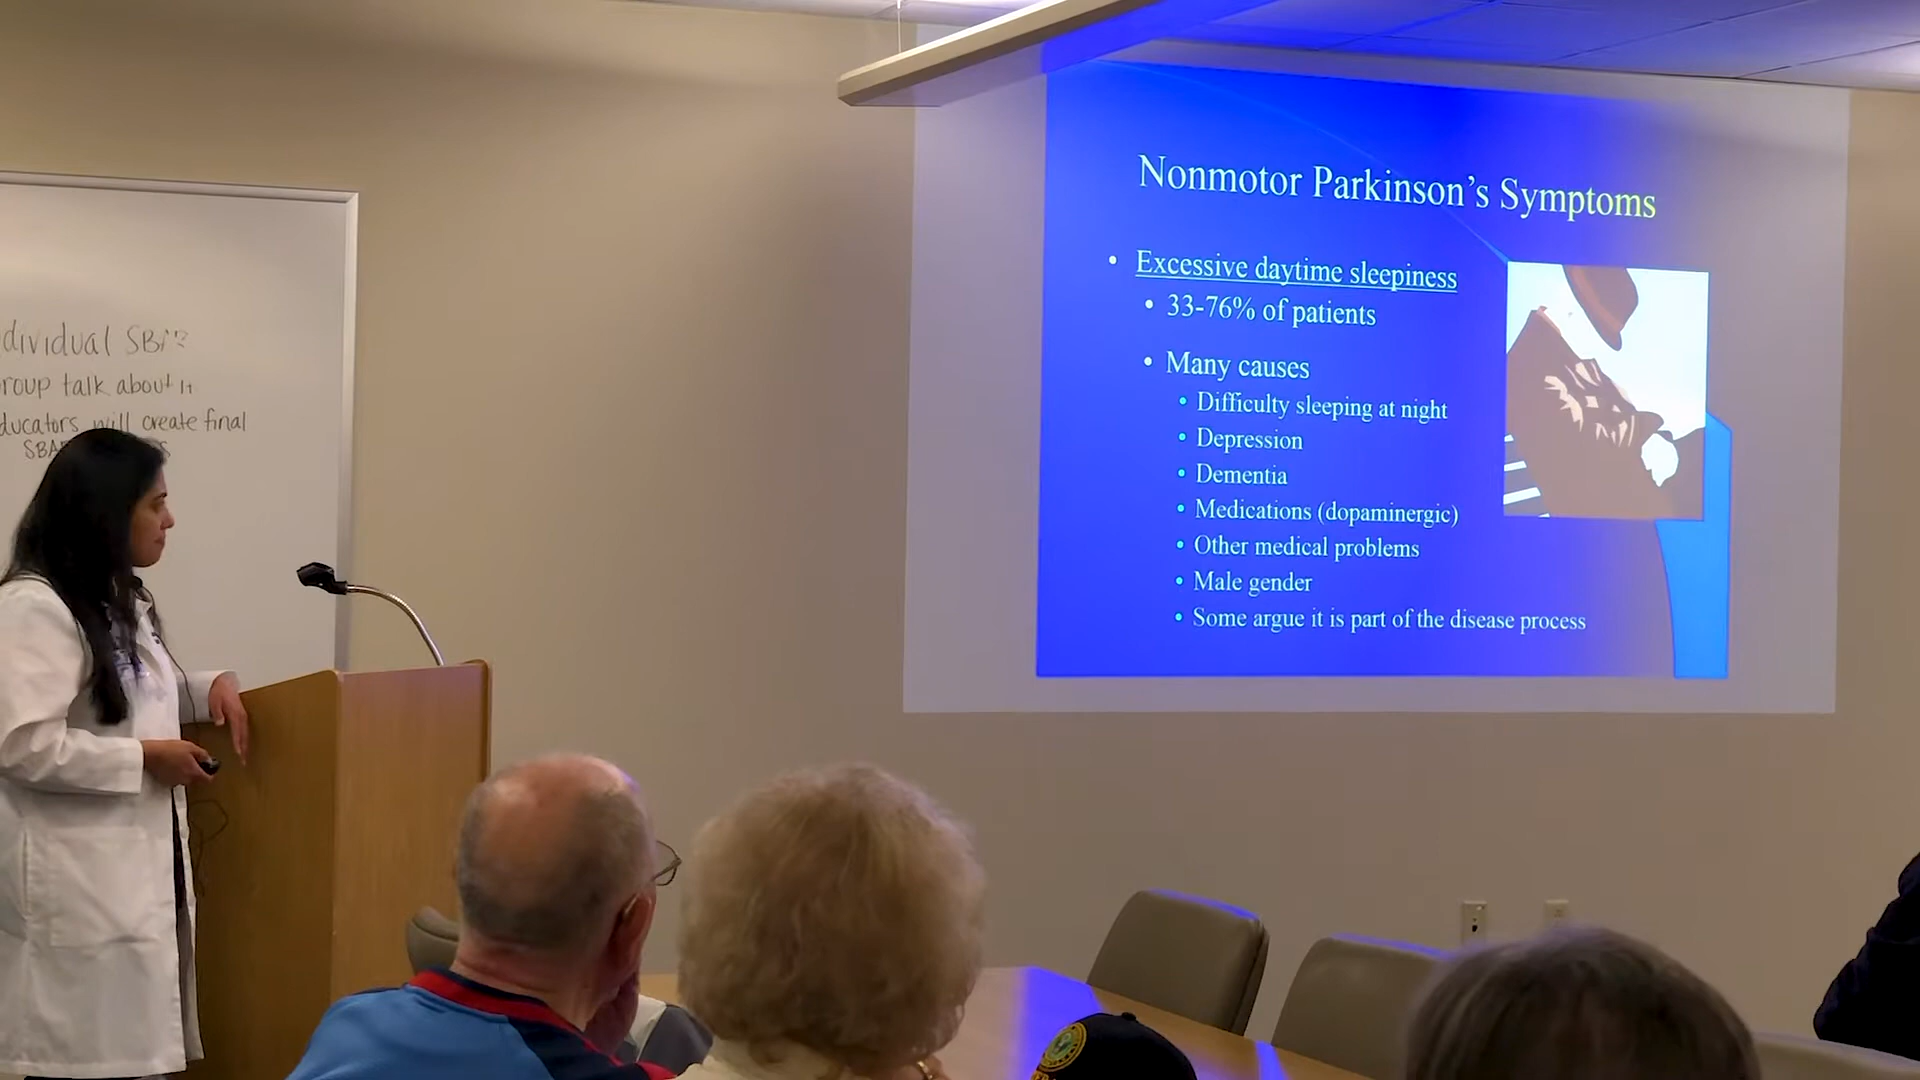 dividual SBAR
roup talk about it
ducators will create final
Nonmotor Parkinson's Symptoms
• Excessive daytime sleepiness
• 33-76% of patients
• Many causes
• Difficulty sleeping at night
• Depression
• Dementia
• Medications (dopaminergic)
• Other medical problems
• Male gender
• Some argue it is part of the disease process